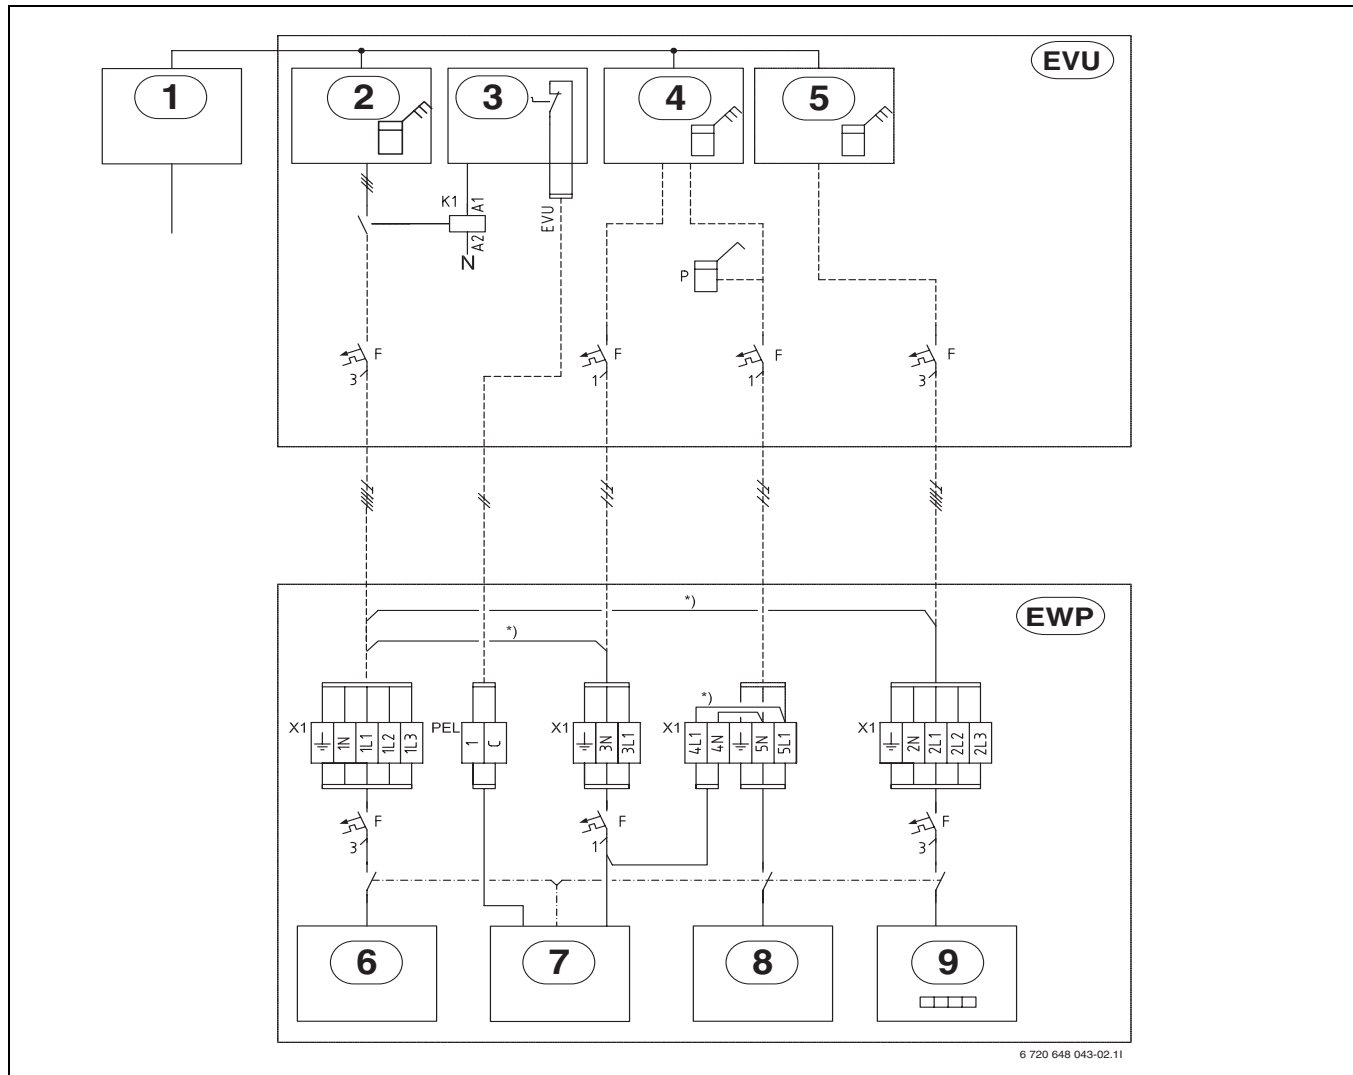 EVU
1
2
3
4
5
K1
A1
A2
N
EVU
P
F
3
F
1
F
1
F
3
EWP
*)
*)
*)
X1
1N
1L1
1L2
1L3
PEL
1
C
X1
3N
3L1
X1
4L1
4N
5N
5L1
X1
2N
2L1
2L2
2L3
F
3
F
1
F
3
6
7
8
9
6 720 648 043-02.1I